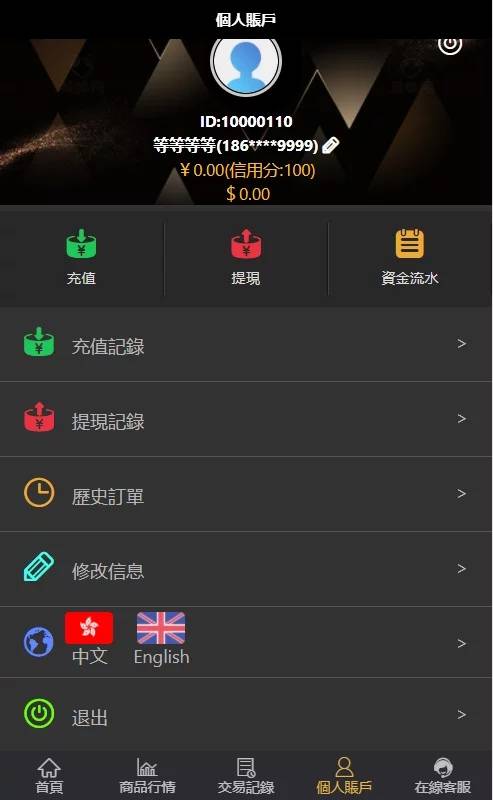 個人賬戶
ID:10000110
等等等等(186****9999)
￥0.00(信用分:100)
$ 0.00
充值 提現 資金流水
充值記錄 >
提現記錄 >
歷史訂單 >
修改信息 >
中文 English >
退出 >
首頁 商品行情 交易記錄 個人賬戶 在線客服